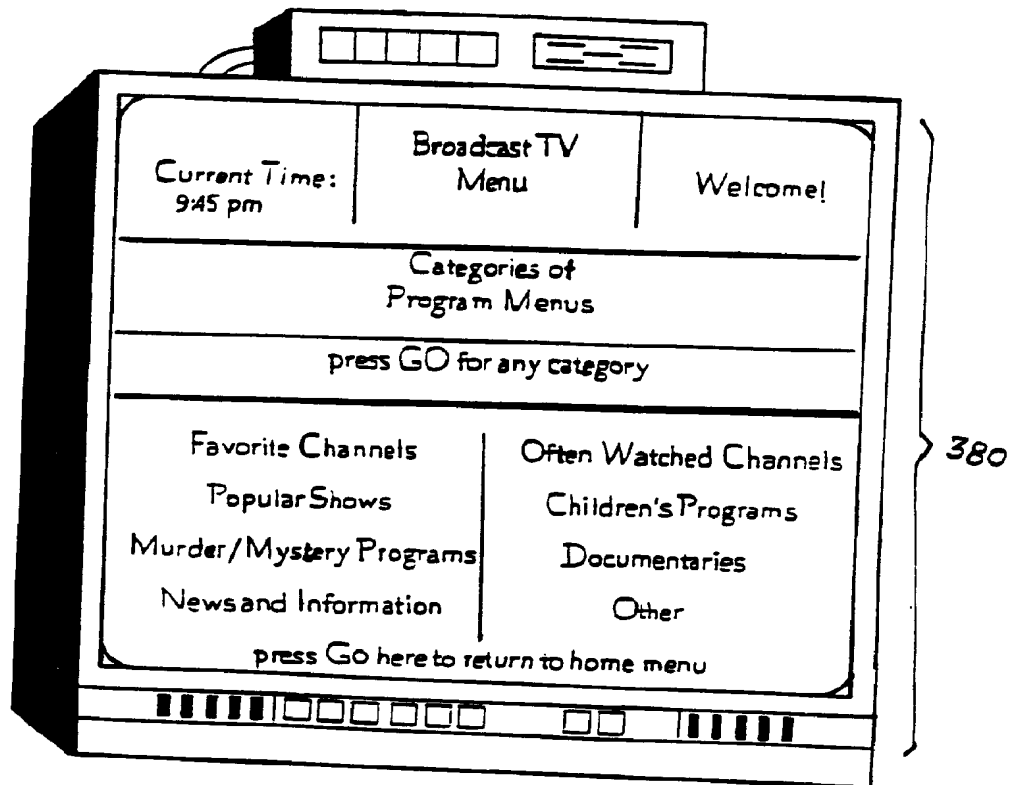 Broadcast TV
Menu
Current Time:
9:45 pm
Welcome!
Categories of
Program Menus
press GO for any category
Favorite Channels
Often Watched Channels
Popular Shows
Children's Programs
Murder/Mystery Programs
Documentaries
News and Information
Other
press Go here to return to home menu
380